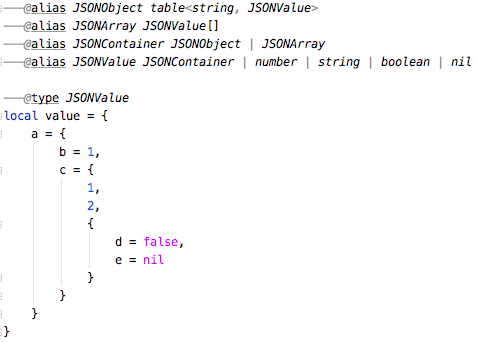 ---@alias JSONObject table<string, JSONValue>
---@alias JSONArray JSONValue[]
---@alias JSONContainer JSONObject | JSONArray
---@alias JSONValue JSONContainer | number | string | boolean | nil

---@type JSONValue
local value = {
    a = {
        b = 1,
        c = {
            1,
            2,
            {
                d = false,
                e = nil
            }
        }
    }
}